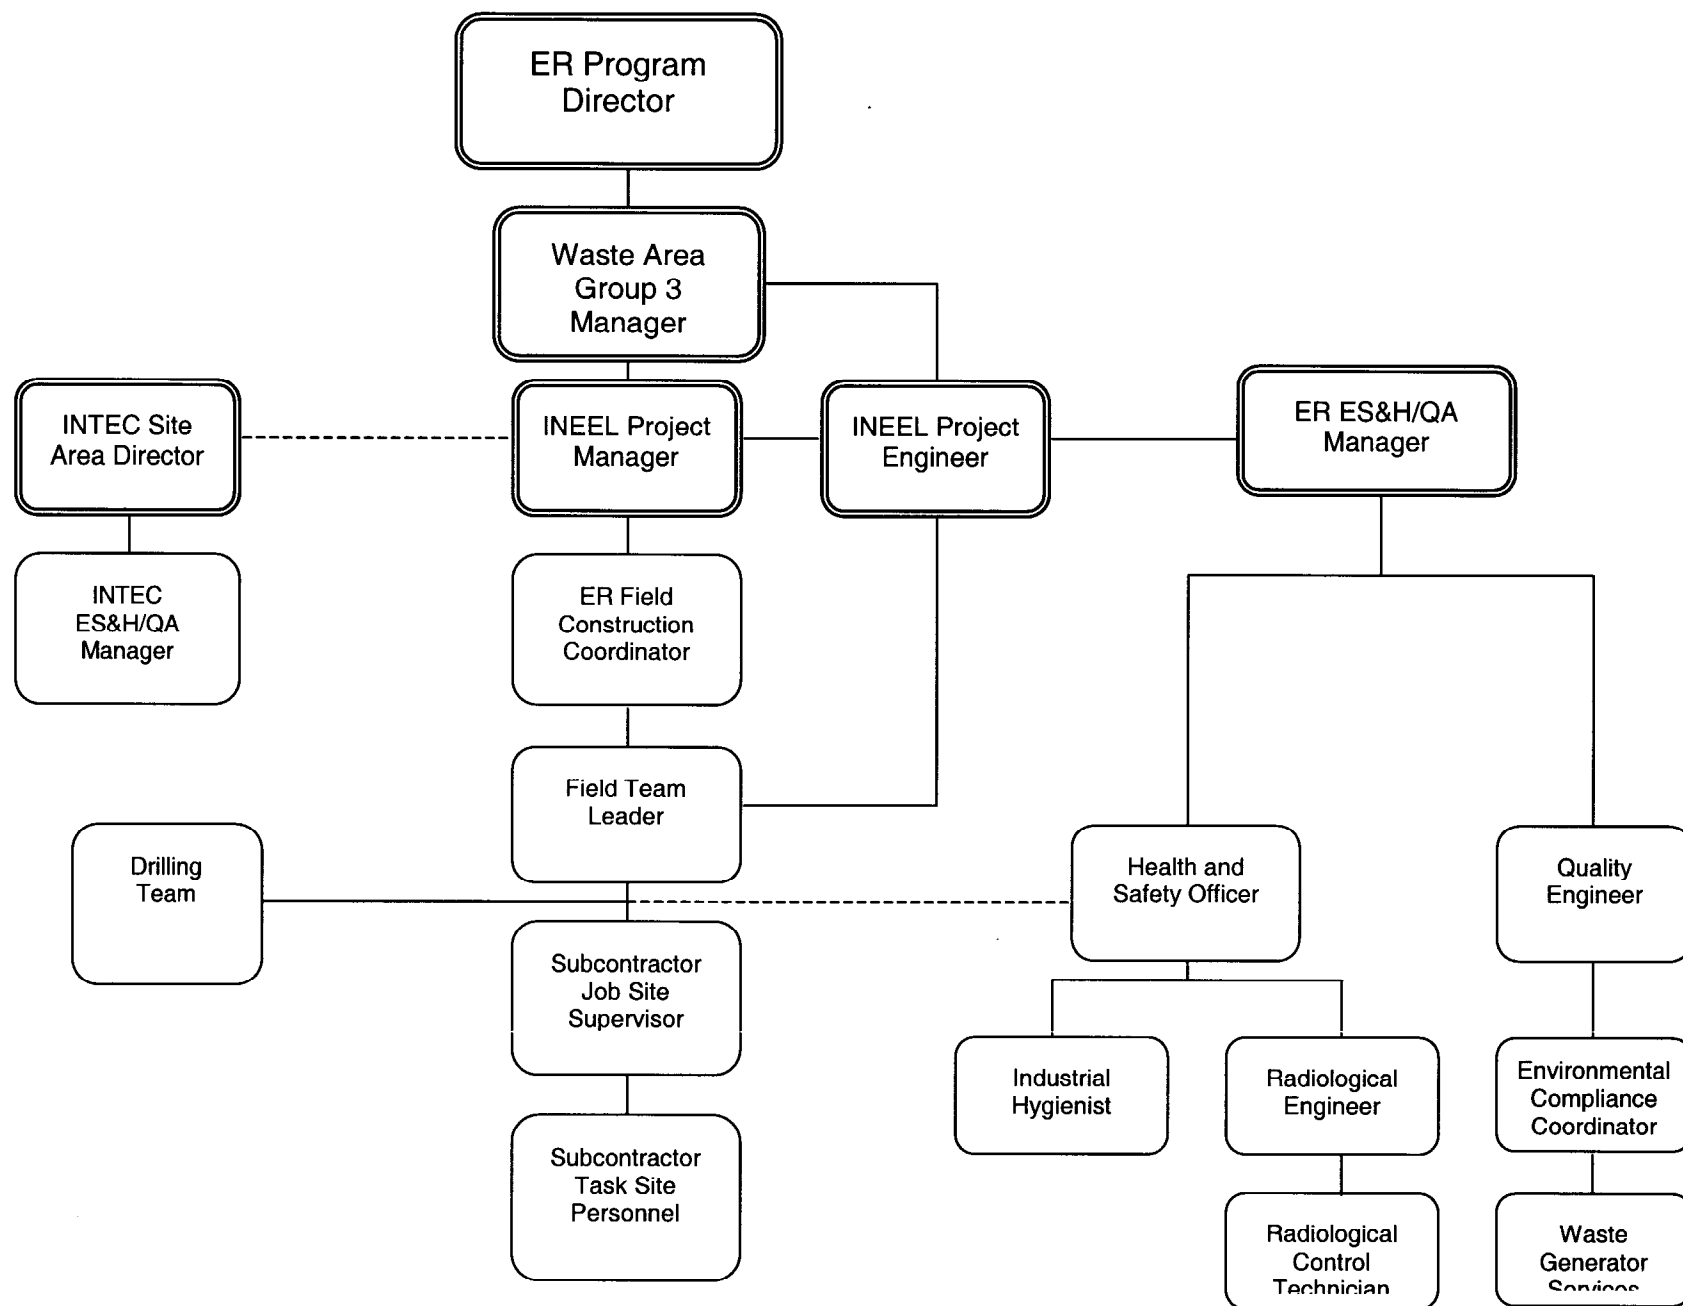 ER Program
Director
Waste Area
Group 3
Manager
INTEC Site
Area Director
INEEL Project
Manager
INEEL Project
Engineer
ER ES&H/QA
Manager
INTEC
ES&H/QA
Manager
ER Field
Construction
Coordinator
Field Team
Leader
Drilling
Team
Health and
Safety Officer
Quality
Engineer
Subcontractor
Job Site
Supervisor
Industrial
Hygienist
Radiological
Engineer
Environmental
Compliance
Coordinator
Subcontractor
Task Site
Personnel
Radiological
Control
Technician
Waste
Generator
Services